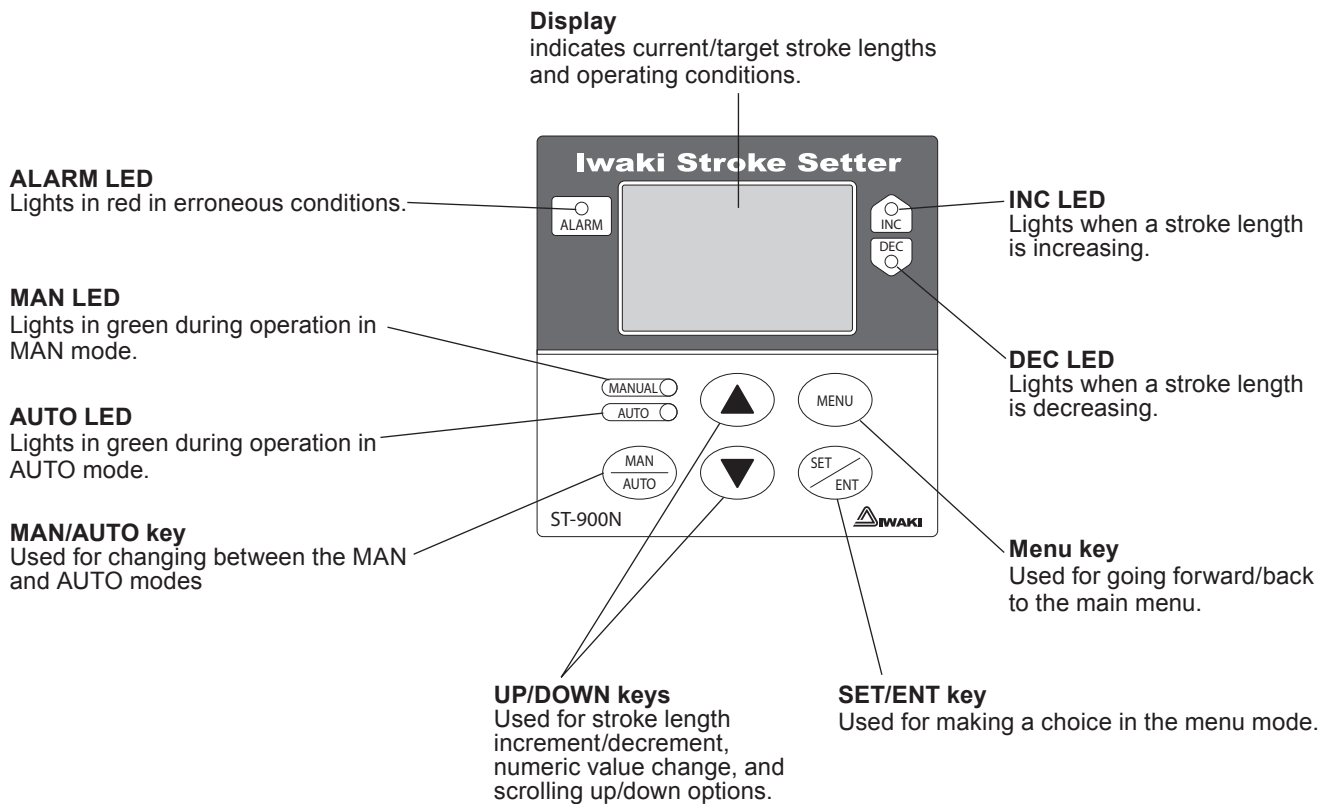 Display
indicates current/target stroke lengths
and operating conditions.
ALARM LED
Lights in red in erroneous conditions.
MAN LED
Lights in green during operation in
MAN mode.
AUTO LED
Lights in green during operation in
AUTO mode.
MAN/AUTO key
Used for changing between the MAN
and AUTO modes
Iwaki Stroke Setter
ALARM
INC
DEC
MANUAL
AUTO
MENU
MAN
AUTO
SET
ENT
ST-900N
IWAKI
INC LED
Lights when a stroke length
is increasing.
DEC LED
Lights when a stroke length
is decreasing.
Menu key
Used for going forward/back
to the main menu.
UP/DOWN keys
Used for stroke length
increment/decrement,
numeric value change, and
scrolling up/down options.
SET/ENT key
Used for making a choice in the menu mode.